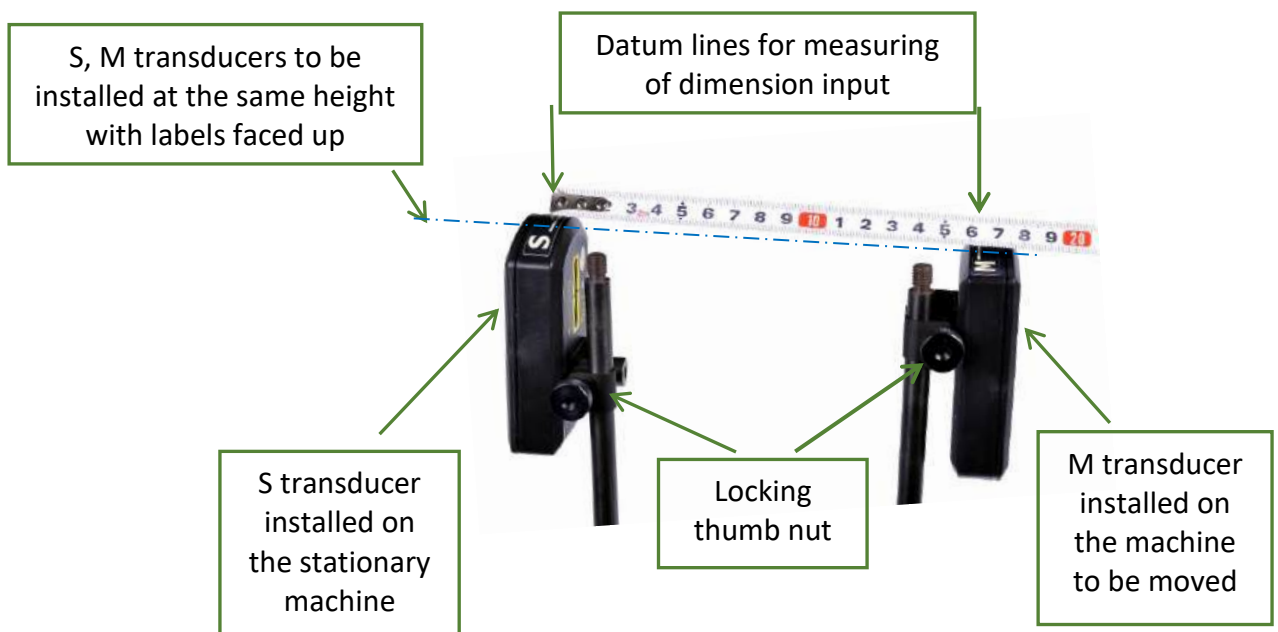 S, M transducers to be
installed at the same height
with labels faced up
Datum lines for measuring
of dimension input
3 4 5 6 7 8 9 10 1 2 3 4 5 6 7 8 9 20
S
M
S transducer
installed on
the stationary
machine
Locking
thumb nut
M transducer
installed on
the machine
to be moved